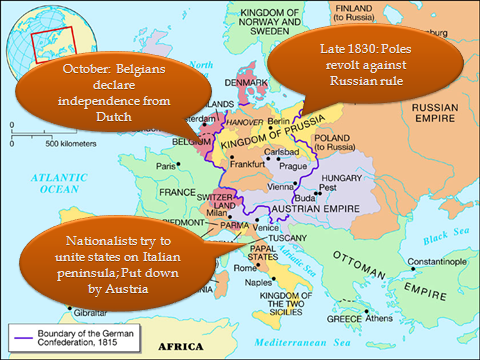 KINGDOM OF
NORWAY AND
SWEDEN
FINLAND
(to Russia)
October: Belgians
declare
independence from
Dutch
Late 1830: Poles
revolt against
Russian rule
North
DENMARK
HANOVER
Berlin
KINGDOM OF PRUSSIA
BELGIUM
RUSSIAN
EMPIRE
POLAND
(to Russia)
0
500 kilometers
Paris
Frankfurt
Carlsbad
Prague
ATLANTIC
OCEAN
FRANCE
Vienna
HUNGARY
Buda
Pest
SWITZER
LAND
AUSTRIAN EMPIRE
Milan
Venice
PIEDMONT
PARMA
TUSCANY
Nationalists try to
unite states on Italian
peninsula; Put down
by Austria
PAPAL
STATES
Rome
Adriatic Sea
Black Sea
Constantinople
OTTOMAN
EMPIRE
Naples
KINGDOM OF
THE TWO
SICILIES
GREECE
Athens
Gibraltar
Boundary of the German
Confederation, 1815
AFRICA
Mediterranean Sea